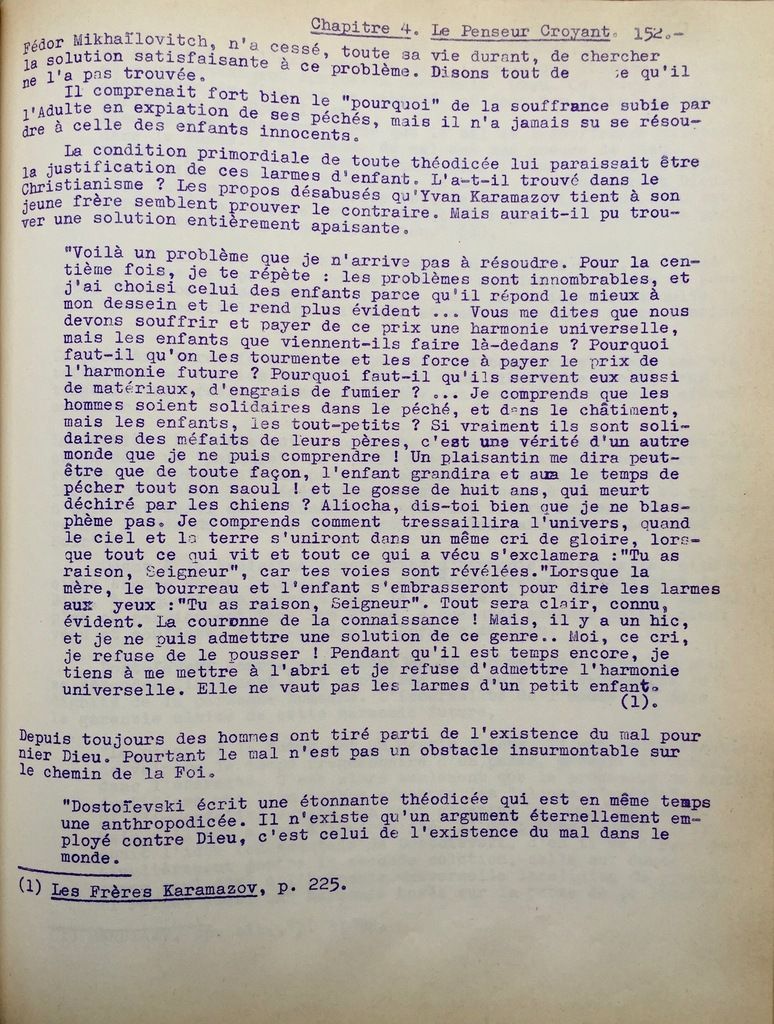 Chapitre 4. Le Penseur Croyant. 152.-
Fédor Mikhaïlovitch, n'a cessé, toute sa vie durant, de chercher
la solution satisfaisante à ce problème. Disons tout de qu'il
ne l'a pas trouvée.
Il comprenait fort bien le "pourquoi" de la souffrance subie par
l'Adulte en expiation de ses péchés, mais il n'a jamais su se résou-
dre à celle des enfants innocents.
La condition primordiale de toute théodicée lui paraissait être
la justification de ces larmes d'enfant. L'a-t-il trouvé dans le
Christianisme ? Les propos désabusés qu'Yvan Karamazov tient à son
jeune frère semblent prouver le contraire. Mais aurait-il pu trou-
ver une solution entièrement apaisante.
"Voilà un problème que je n'arrive pas à résoudre. Pour la cen-
tième fois, je te répète : les problèmes sont innombrables, et
j'ai choisi celui des enfants parce qu'il répond le mieux à
mon dessein et le rend plus évident ... Vous me dites que nous
devons souffrir et payer de ce prix une harmonie universelle,
mais les enfants que viennent-ils faire là-dedans ? Pourquoi
faut-il qu'on les tourmente et les force à payer le prix de
l'harmonie future ? Pourquoi faut-il qu'ils servent eux aussi
de matériaux, d'engrais de fumier ? ... Je comprends que les
hommes soient solidaires dans le péché, et dans le châtiment,
mais les enfants, les tout-petits ? Si vraiment ils sont soli-
daires des méfaits de leurs pères, c'est une vérité d'un autre
monde que je ne puis comprendre ! Un plaisantin me dira peut-
être que de toute façon, l'enfant grandira et aura le temps de
pécher tout son saoul ! et le gosse de huit ans, qui meurt
déchiré par les chiens ? Aliocha, dis-toi bien que je ne blas-
phème pas. Je comprends comment tressaillira l'univers, quand
le ciel et la terre s'uniront dans un même cri de gloire, lors-
que tout ce qui vit et tout ce qui a vécu s'exclamera :"Tu as
raison, Seigneur", car tes voies sont révélées."Lorsque la
mère, le bourreau et l'enfant s'embrasseront pour dire les larmes
aux yeux :"Tu as raison, Seigneur". Tout sera clair, connu,
évident. La couronne de la connaissance ! Mais, il y a un hic,
et je ne puis admettre une solution de ce genre.. Moi, ce cri,
je refuse de le pousser ! Pendant qu'il est temps encore, je
tiens à me mettre à l'abri et je refuse d'admettre l'harmonie
universelle. Elle ne vaut pas les larmes d'un petit enfant.
(1).
Depuis toujours des hommes ont tiré parti de l'existence du mal pour
nier Dieu. Pourtant le mal n'est pas un obstacle insurmontable sur
le chemin de la Foi.
"Dostoïevski écrit une étonnante théodicée qui est en même temps
une anthropodicée. Il n'existe qu'un argument éternellement em-
ployé contre Dieu, c'est celui de l'existence du mal dans le
monde.
(1) Les Frères Karamazov, p. 225.